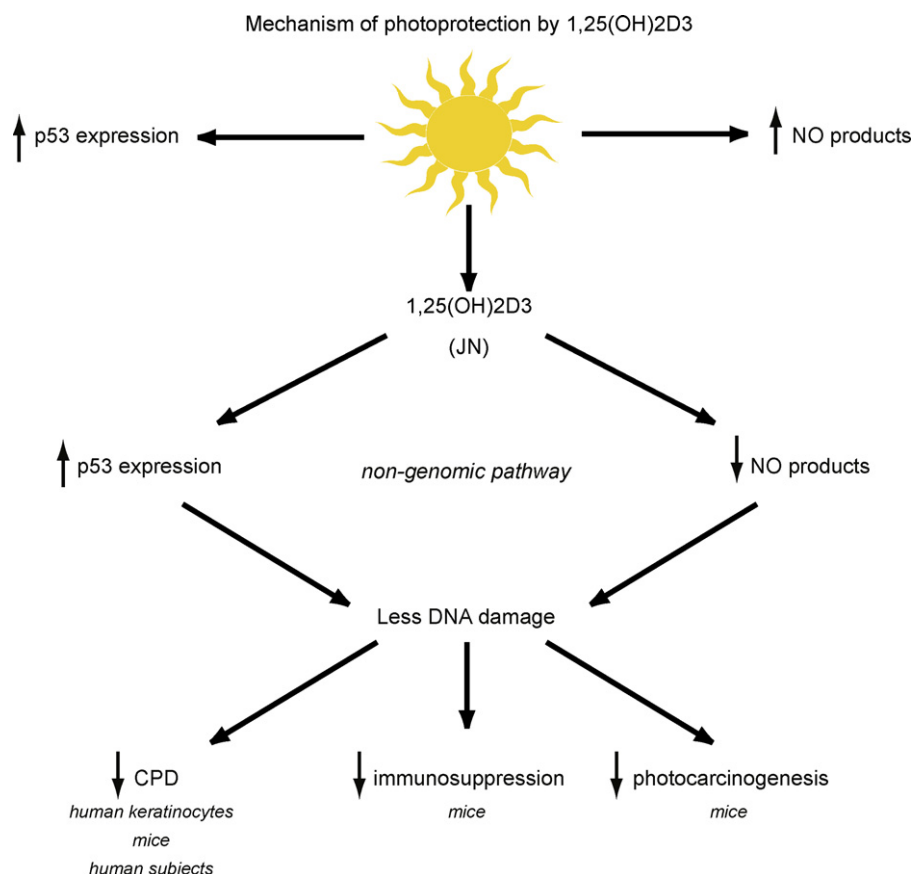 Mechanism of photoprotection by 1,25(OH)2D3
p53 expression
NO products
1,25(OH)2D3
(JN)
p53 expression
non-genomic pathway
NO products
Less DNA damage
CPD
human keratinocytes
mice
human subjects
immunosuppression
mice
photocarcinogenesis
mice